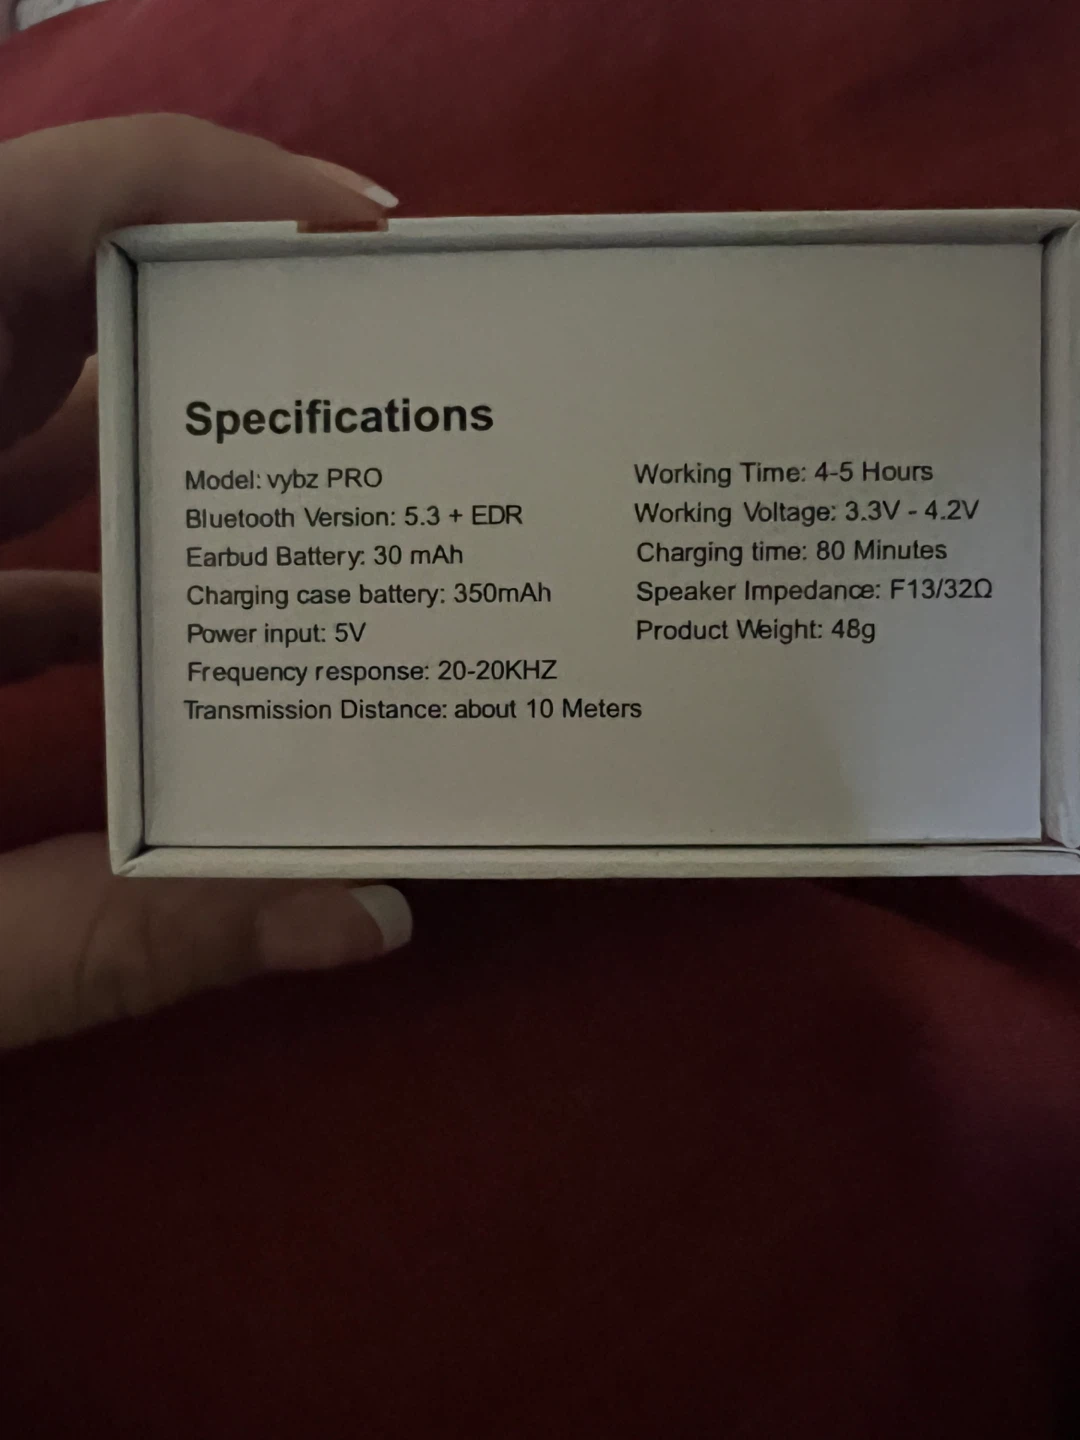 Specifications
Model: vybz PRO
Bluetooth Version: 5.3 + EDR
Earbud Battery: 30 mAh
Charging case battery: 350mAh
Power input: 5V
Frequency response: 20-20KHZ
Transmission Distance: about 10 Meters
Working Time: 4-5 Hours
Working Voltage: 3.3V - 4.2V
Charging time: 80 Minutes
Speaker Impedance: F13/32Ω
Product Weight: 48g